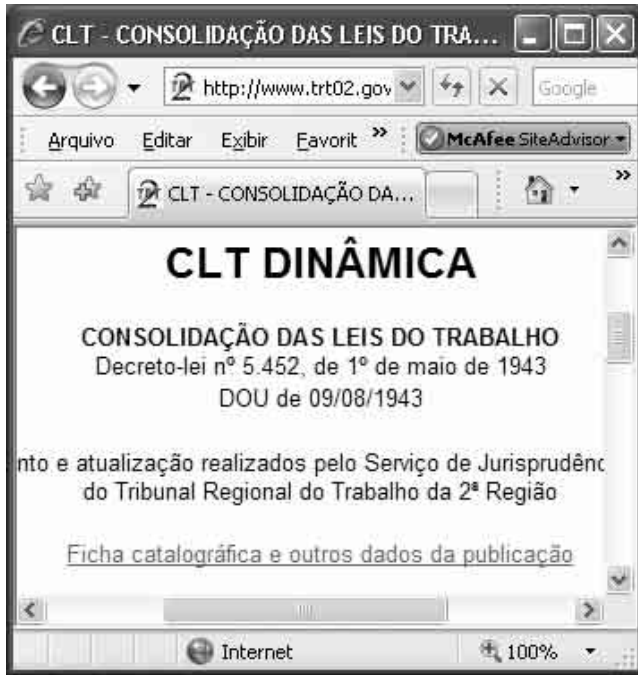 CLT - CONSOLIDAÇÃO DAS LEIS DO TRA...
http://www.trt02.gov
Google
Arquivo Editar Exibir Favorit »
McAfee SiteAdvisor
CLT - CONSOLIDAÇÃO DA... »
CLT DINÂMICA
CONSOLIDAÇÃO DAS LEIS DO TRABALHO
Decreto-lei nº 5.452, de 1º de maio de 1943
DOU de 09/08/1943
nto e atualização realizados pelo Serviço de Jurisprudênc
do Tribunal Regional do Trabalho da 2ª Região
Ficha catalográfica e outros dados da publicação
Internet 100%